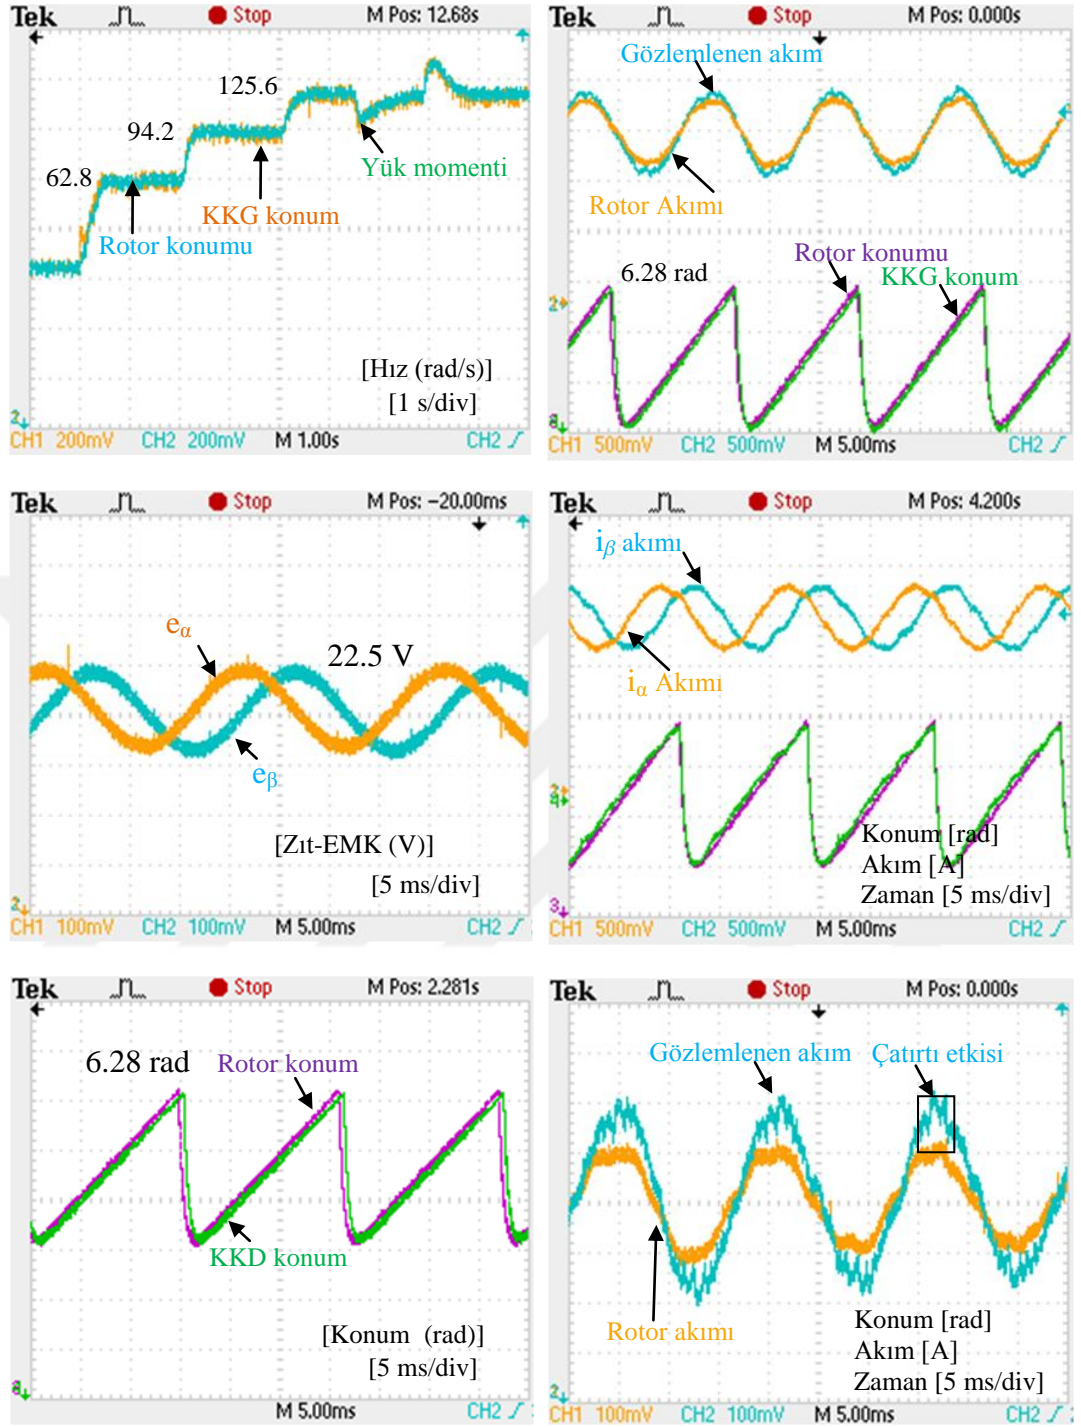 Tek Stop M Pos: 12.68s
125.6
94.2
62.8
Yük momenti
KKG konum
Rotor konumu
[Hız (rad/s)]
[1 s/div]
2
CH1 200mV CH2 200mV M 1.00s CH2
Tek Stop M Pos: 0.000s
Gözlemlenen akım
Rotor Akımı
Rotor konumu
6.28 rad
KKG konum
2
CH1 500mV CH2 500mV M 5.00ms CH2
Tek Stop M Pos: −20.00ms
eα
22.5 V
eβ
[Zıt-EMK (V)]
[5 ms/div]
2
CH1 100mV CH2 100mV M 5.00ms CH2
Tek Stop M Pos: 4.200s
iβ akımı
iα Akımı
Konum [rad]
Akım [A]
Zaman [5 ms/div]
3
CH1 500mV CH2 500mV M 5.00ms CH2
Tek Stop M Pos: 2.281s
6.28 rad
Rotor konum
KKD konum
[Konum (rad)]
[5 ms/div]
M 5.00ms CH2
Tek Stop M Pos: 0.000s
Gözlemlenen akım
Çatırtı etkisi
Rotor akımı
Konum [rad]
Akım [A]
Zaman [5 ms/div]
2
CH1 100mV CH2 100mV M 5.00ms CH2